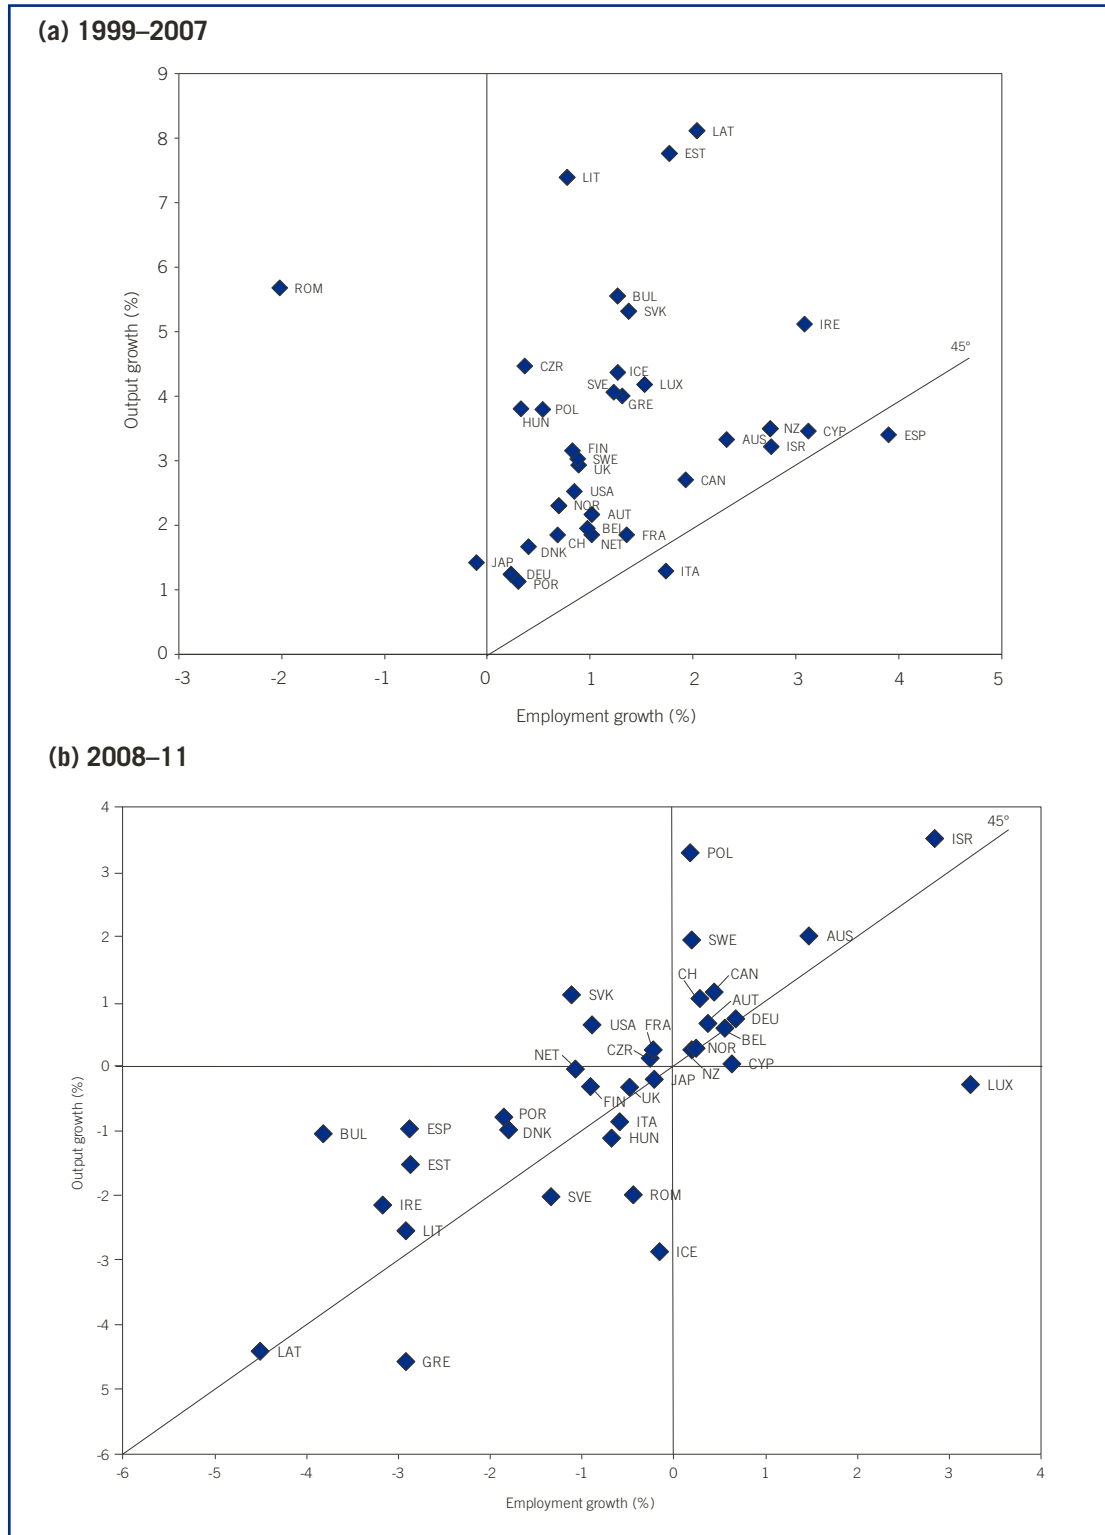 (a) 1999–2007
9
8
LAT
EST
LIT
7
6
ROM
BUL
SVK
IRE
5
45°
CZR
ICE
SVE
LUX
4
GRE
POL
HUN
NZ
CYP
AUS
ESP
ISR
FIN
SWE
3
UK
CAN
USA
NOR
AUT
2
BEL
FRA
CH
NET
DNK
JAP
DEU
ITA
POR
1
0
-3
-2
-1
0
1
2
3
4
5
Output growth (%)
Employment growth (%)
(b) 2008–11
4
45°
ISR
POL
3
2
SWE
AUS
CH
CAN
SVK
AUT
1
USA
FRA
DEU
BEL
CZR
NOR
NET
0
CYP
NZ
JAP
LUX
FIN
UK
POR
ITA
ESP
DNK
BUL
HUN
-1
EST
-2
SVE
ROM
IRE
LIT
ICE
-3
-4
LAT
GRE
5
-6
-6
-5
-4
-3
-2
-1
0
1
2
3
4
Output growth (%)
Employment growth (%)